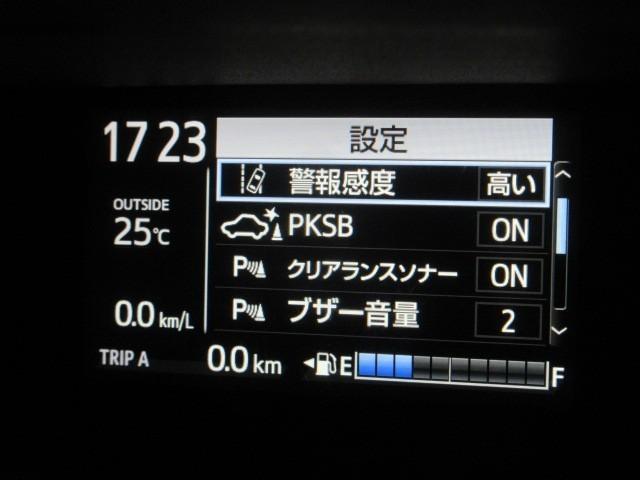 17 23
設定
警報感度 高い
OUTSIDE
25℃
PKSB ON
P クリアランスソナー ON
0.0 km/L
P ブザー音量 2
TRIP A 0.0 km E F